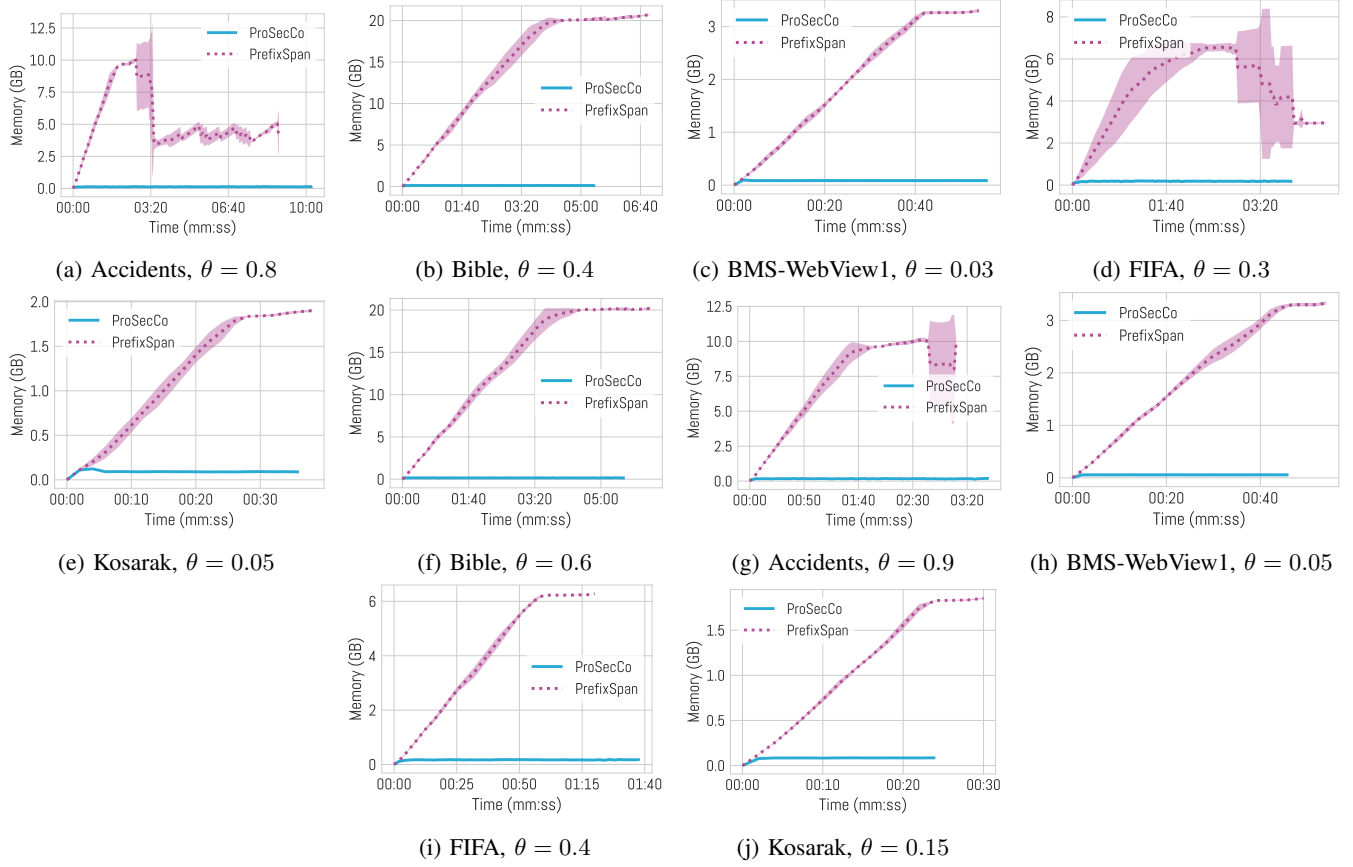 12.5
10.0
7.5
5.0
2.5
0.0
Memory (GB)
ProSecCo
PrefixSpan
00:00 03:20 06:40 10:00
Time (mm:ss)
(a) Accidents, θ = 0.8
20
15
10
5
0
Memory (GB)
ProSecCo
PrefixSpan
00:00 01:40 03:20 05:00 06:40
Time (mm:ss)
(b) Bible, θ = 0.4
3
2
1
0
Memory (GB)
ProSecCo
PrefixSpan
00:00 00:20 00:40
Time (mm:ss)
(c) BMS-WebView1, θ = 0.03
8
6
4
2
0
Memory (GB)
ProSecCo
PrefixSpan
00:00 01:40 03:20
Time (mm:ss)
(d) FIFA, θ = 0.3
2.0
1.5
1.0
0.5
0.0
Memory (GB)
ProSecCo
PrefixSpan
00:00 00:10 00:20 00:30
Time (mm:ss)
(e) Kosarak, θ = 0.05
20
15
10
5
0
Memory (GB)
ProSecCo
PrefixSpan
00:00 01:40 03:20 05:00
Time (mm:ss)
(f) Bible, θ = 0.6
12.5
10.0
7.5
5.0
2.5
0.0
Memory (GB)
ProSecCo
PrefixSpan
00:00 00:50 01:40 02:30 03:20
Time (mm:ss)
(g) Accidents, θ = 0.9
3
2
1
0
Memory (GB)
ProSecCo
PrefixSpan
00:00 00:20 00:40
Time (mm:ss)
(h) BMS-WebView1, θ = 0.05
6
4
2
0
Memory (GB)
ProSecCo
PrefixSpan
00:00 00:25 00:50 01:15 01:40
Time (mm:ss)
(i) FIFA, θ = 0.4
1.5
1.0
0.5
0.0
Memory (GB)
ProSecCo
PrefixSpan
00:00 00:10 00:20 00:30
Time (mm:ss)
(j) Kosarak, θ = 0.15